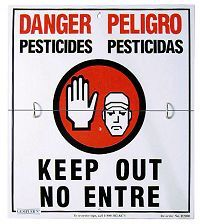 DANGER PELIGRO
PESTICIDES PESTICIDAS
KEEP OUT
NO ENTRE